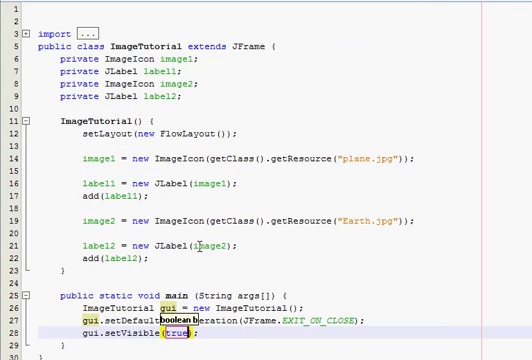 1
2
3 import ...
5 public class ImageTutorial extends JFrame {
6 private ImageIcon image1;
7 private JLabel label1;
8 private ImageIcon image2;
9 private JLabel label2;
10
11 ImageTutorial() {
12 setLayout(new FlowLayout());
13
14 image1 = new ImageIcon(getClass().getResource("plane.jpg"));
15
16 label1 = new JLabel(image1);
17 add(label1);
18
19 image2 = new ImageIcon(getClass().getResource("Earth.jpg"));
20
21 label2 = new JLabel(image2);
22 add(label2);
23 }
24
25 public static void main (String args[]) {
26 ImageTutorial gui = new ImageTutorial();
27 gui.setDefault boolean b eration(JFrame.EXIT_ON_CLOSE);
28 gui.setVisible(true);
29 }
30